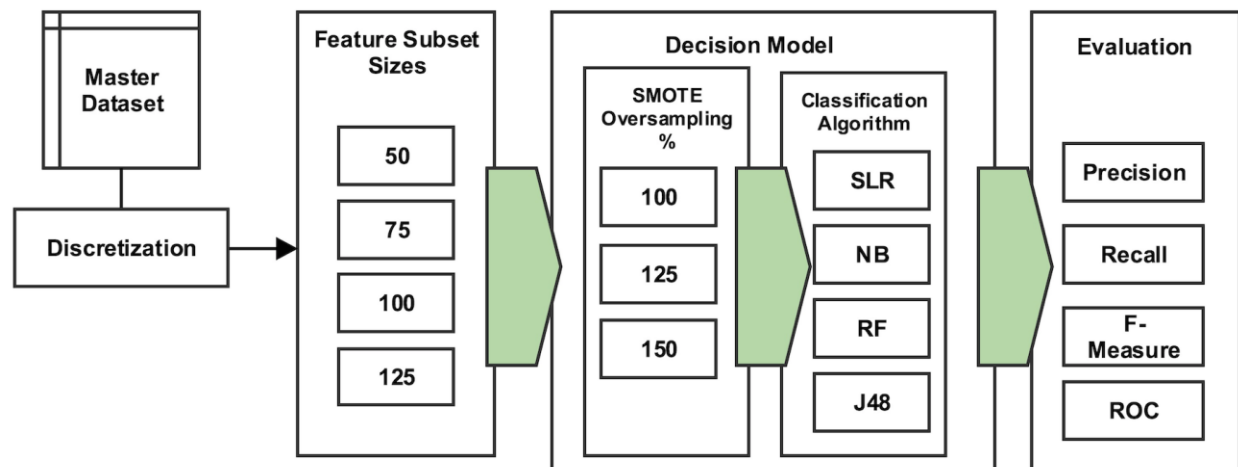 Master
Dataset
Discretization
Feature Subset
Sizes
50
75
100
125
Decision Model
SMOTE
Oversampling
%
100
125
150
Classification
Algorithm
SLR
NB
RF
J48
Evaluation
Precision
Recall
F-
Measure
ROC